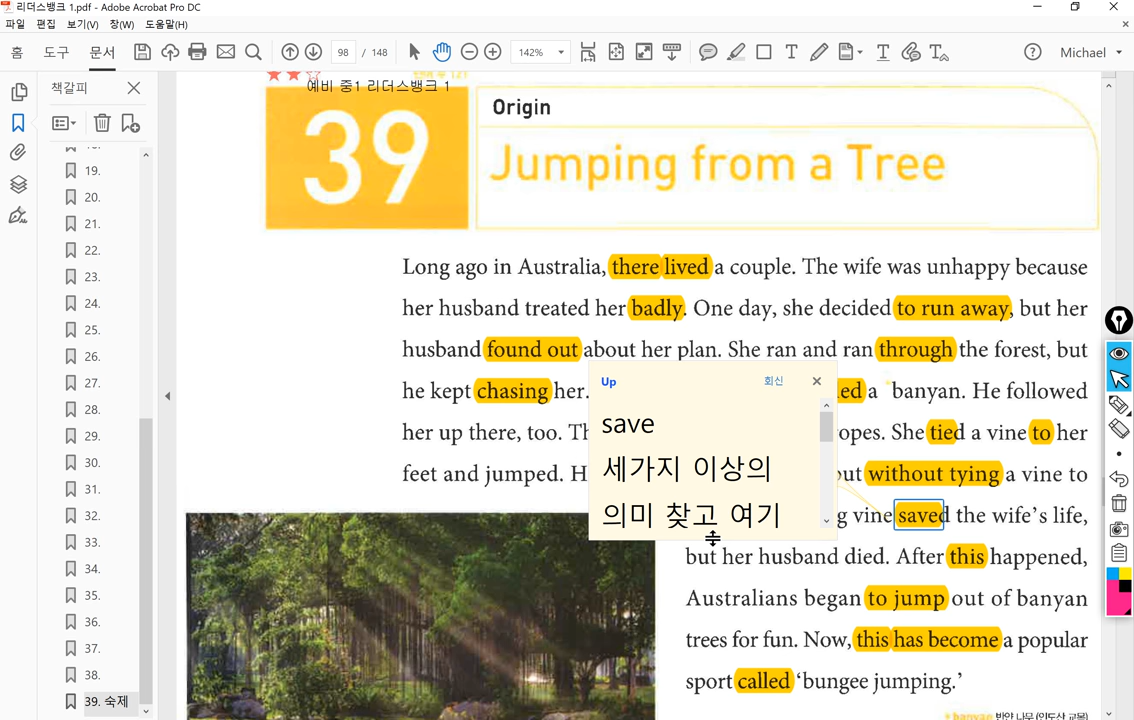 리더스뱅크 1.pdf - Adobe Acrobat Pro DC
파일 편집 보기(V) 창(W) 도움말(H)
홈 도구 문서 98 / 148 142% Michael
책갈피
예비 중1 리더스뱅크 1
39
Origin
Jumping from a Tree
19.
20.
21.
22.
23.
24.
25.
26.
27.
28.
29.
30.
31.
32.
33.
34.
35.
36.
37.
38.
39. 숙제
Long ago in Australia, there lived a couple. The wife was unhappy because
her husband treated her badly. One day, she decided to run away, but her
husband found out about her plan. She ran and ran through the forest, but
he kept chasing her. ed a *banyan. He followed
her up there, too. Th opes. She tied a vine to her
feet and jumped. H out without tying a vine to
g vine saved the wife's life,
but her husband died. After this happened,
Australians began to jump out of banyan
trees for fun. Now, this has become a popular
sport called 'bungee jumping.'
Up 회신
save
세가지 이상의
의미 찾고 여기
* banyan 반얀 나무 (인도산 교목)